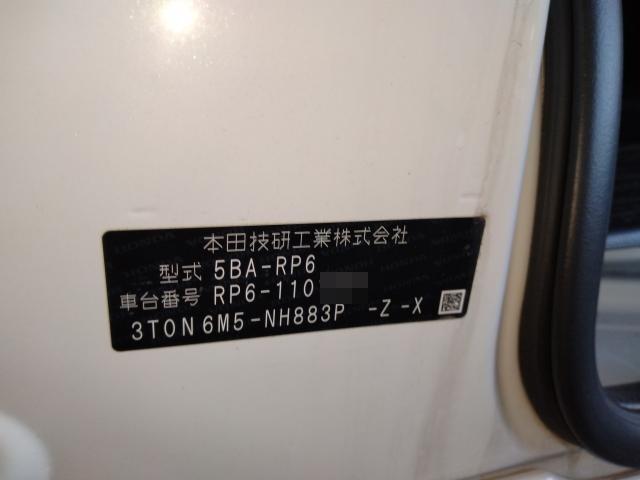 本田技研工業株式会社
型式 5BA-RP6
車台番号 RP6-110
3TON6M5-NH883P -Z-X